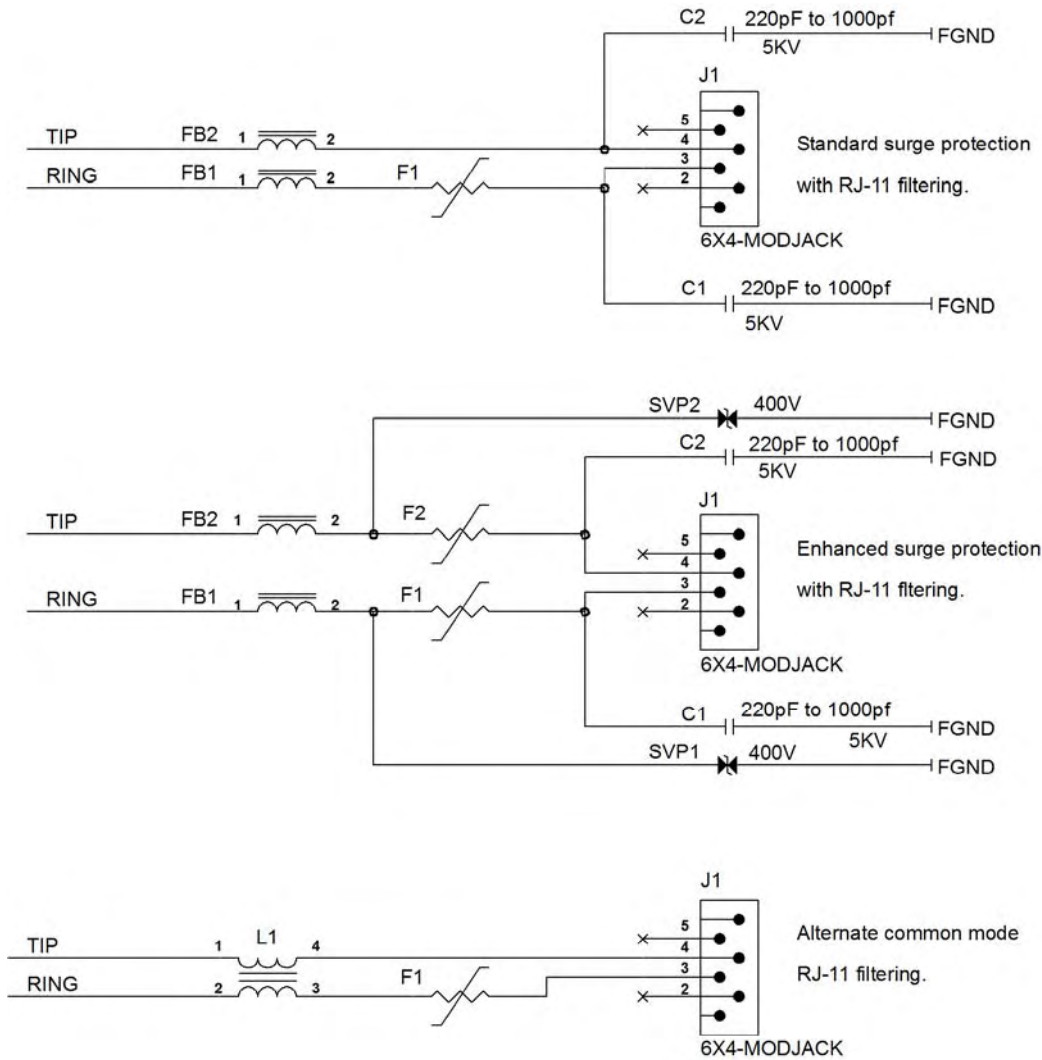 C2 220pF to 1000pf
5KV
FGND
J1
TIP FB2 1 2
RING FB1 1 2 F1
5
4
3
2
Standard surge protection
with RJ-11 filtering.
6X4-MODJACK
C1 220pF to 1000pf
5KV
FGND
SVP2 400V
FGND
C2 220pF to 1000pf
5KV
FGND
J1
TIP FB2 1 2 F2
RING FB1 1 2 F1
5
4
3
2
Enhanced surge protection
with RJ-11 fltering.
6X4-MODJACK
C1 220pF to 1000pf
5KV
FGND
SVP1 400V
FGND
J1
TIP 1 L1 4
RING 2 3 F1
5
4
3
2
Alternate common mode
RJ-11 filtering.
6X4-MODJACK